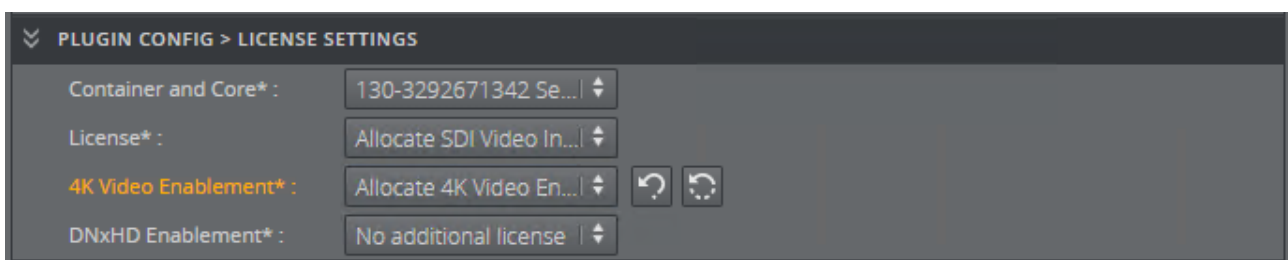 PLUGIN CONFIG > LICENSE SETTINGS
Container and Core* : 130-3292671342 Se...
License* : Allocate SDI Video In...
4K Video Enablement* : Allocate 4K Video En...
DNxHD Enablement* : No additional license